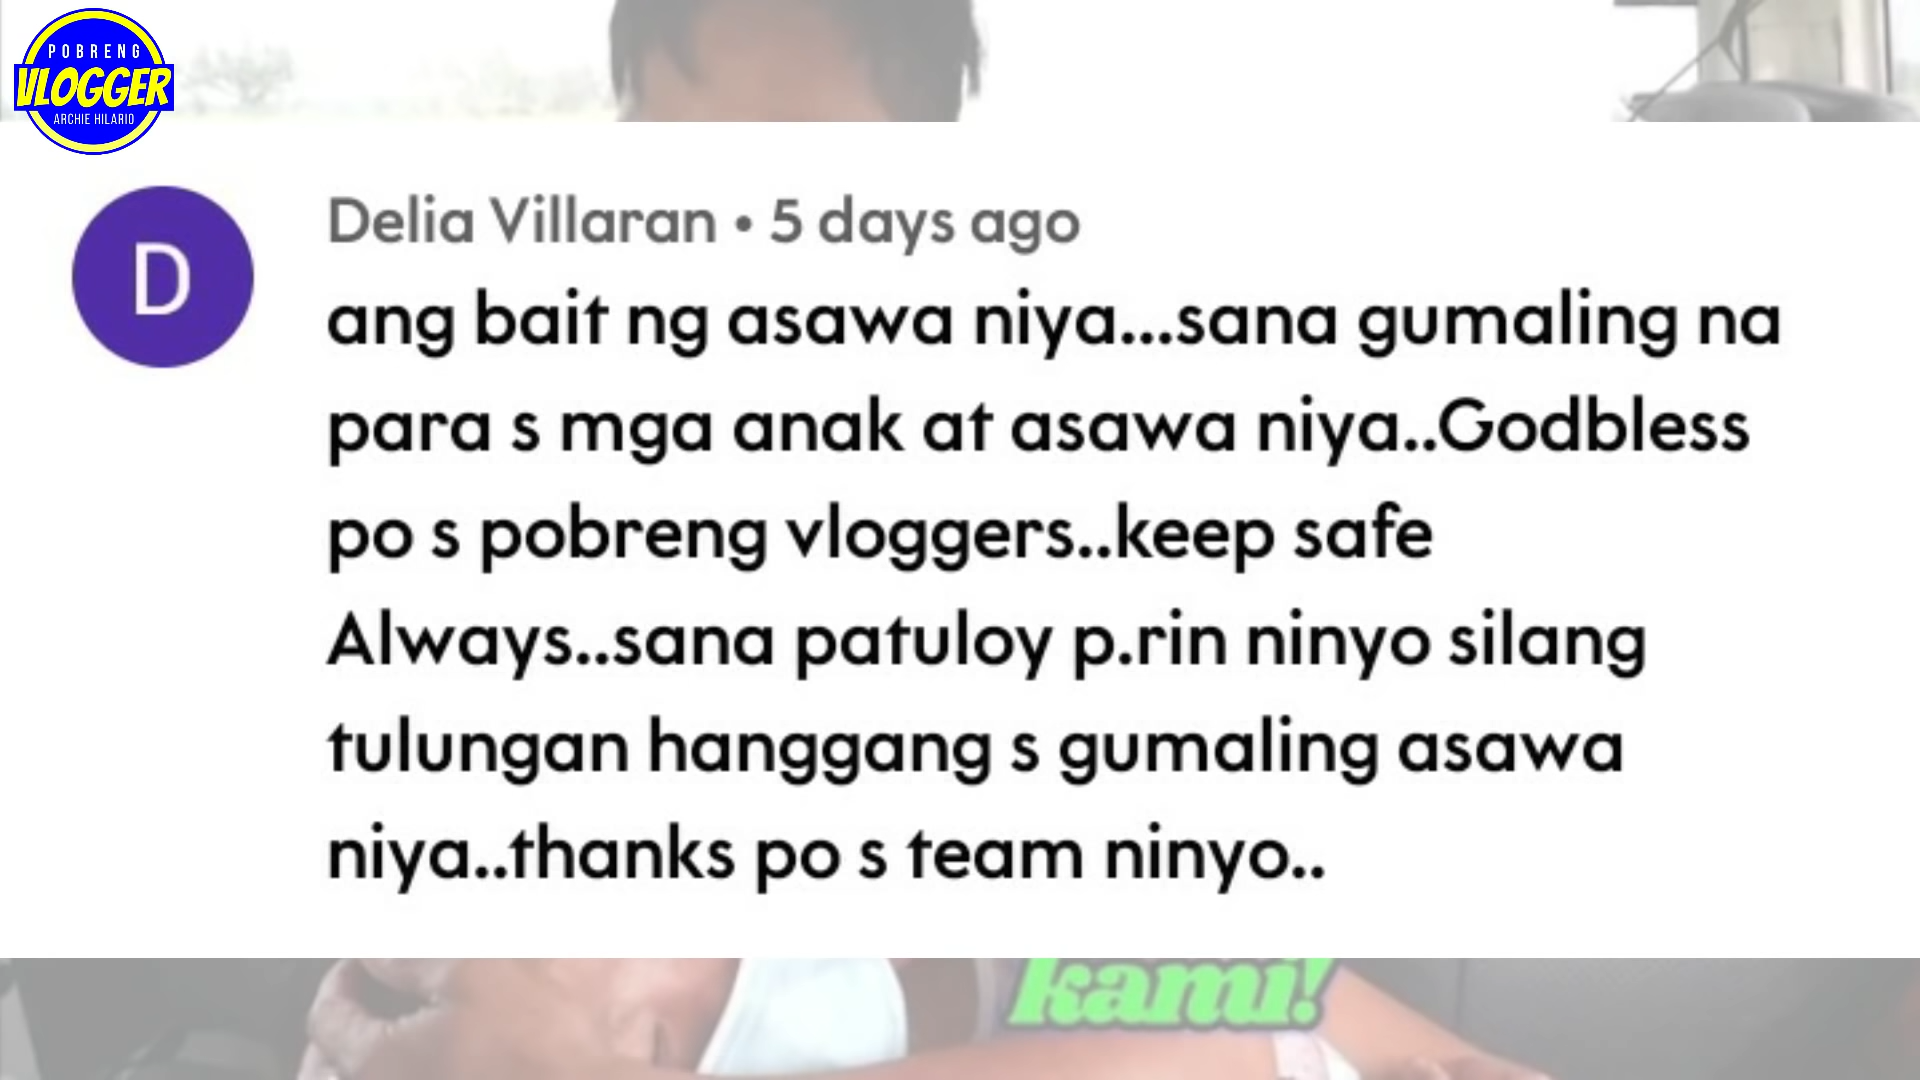 POBRENG
VLOGGER
ARCHIE HILARIO
D
Delia Villaran • 5 days ago
ang bait ng asawa niya...sana gumaling na
para s mga anak at asawa niya..Godbless
po s pobreng vloggers..keep safe
Always..sana patuloy p.rin ninyo silang
tulungan hanggang s gumaling asawa
niya..thanks po s team ninyo..
kami!